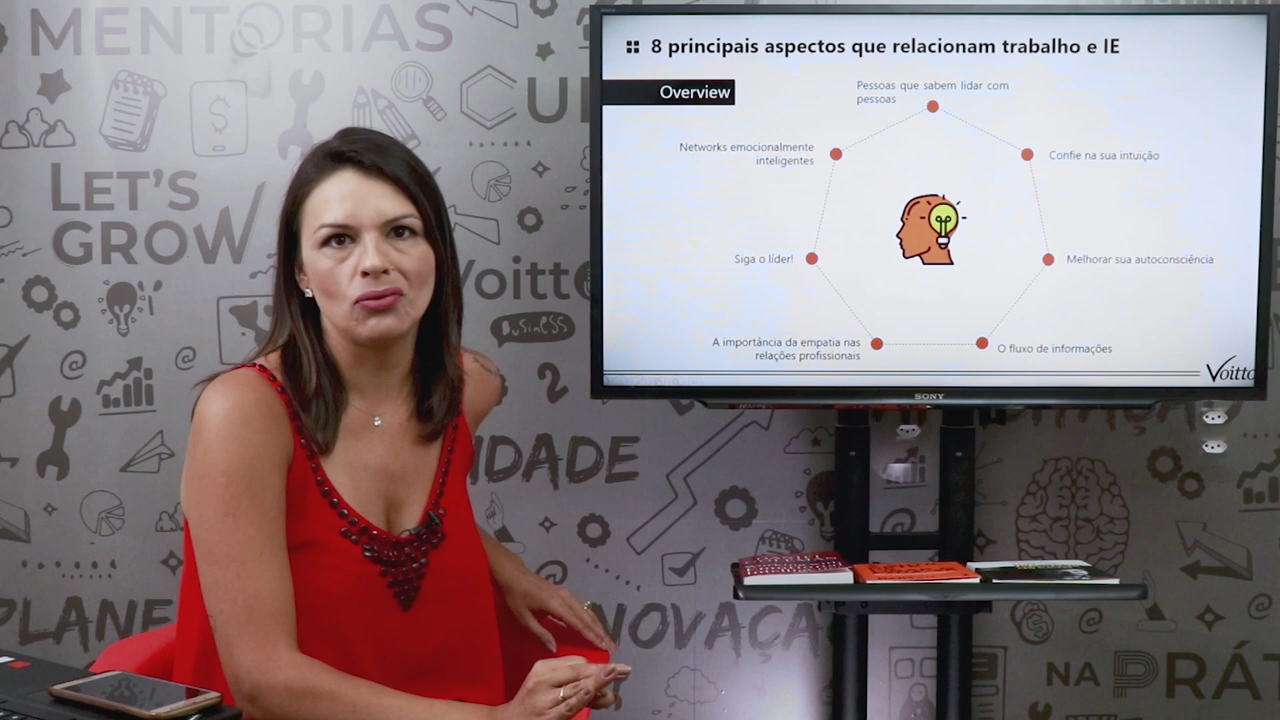 MENTORIAS
LET'S
GROW
Voitto
BUSINESS
2
IDADE
PLANE
NOVAÇÃ
NA PRÁT
8 principais aspectos que relacionam trabalho e IE
Overview
Pessoas que sabem lidar com
pessoas
Networks emocionalmente
inteligentes
Confie na sua intuição
Siga o líder!
Melhorar sua autoconsciência
A importância da empatia nas
relações profissionais
O fluxo de informações
Voitto
SONY